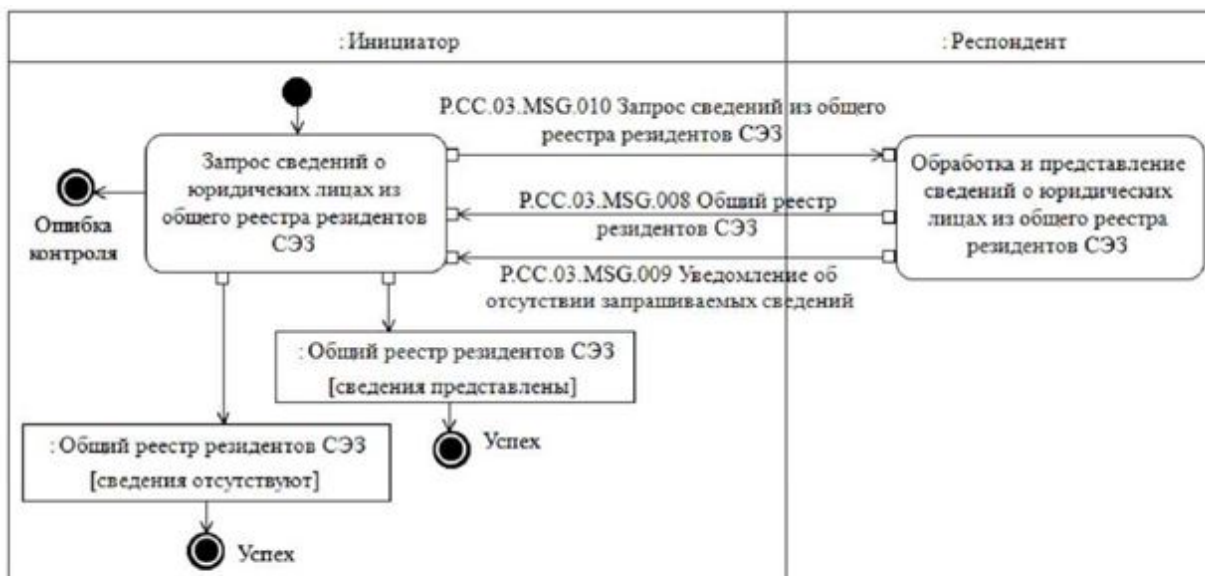 : Инициатор
: Респондент
P.CC.03.MSG.010 Запрос сведений из общего
реестра резидентов СЭЗ
Запрос сведений о
юридичеких лицах из
общего реестра резидентов
СЭЗ
Обработка и представление
сведений о юридических
лицах из общего реестра
резидентов СЭЗ
Ошибка
контроля
P.CC.03.MSG.008 Общий реестр
резидентов СЭЗ
P.CC.03.MSG.009 Уведомление об
отсутствии запрашиваемых сведений
: Общий реестр резидентов СЭЗ
[сведения представлены]
Успех
: Общий реестр резидентов СЭЗ
[сведения отсутствуют]
Успех